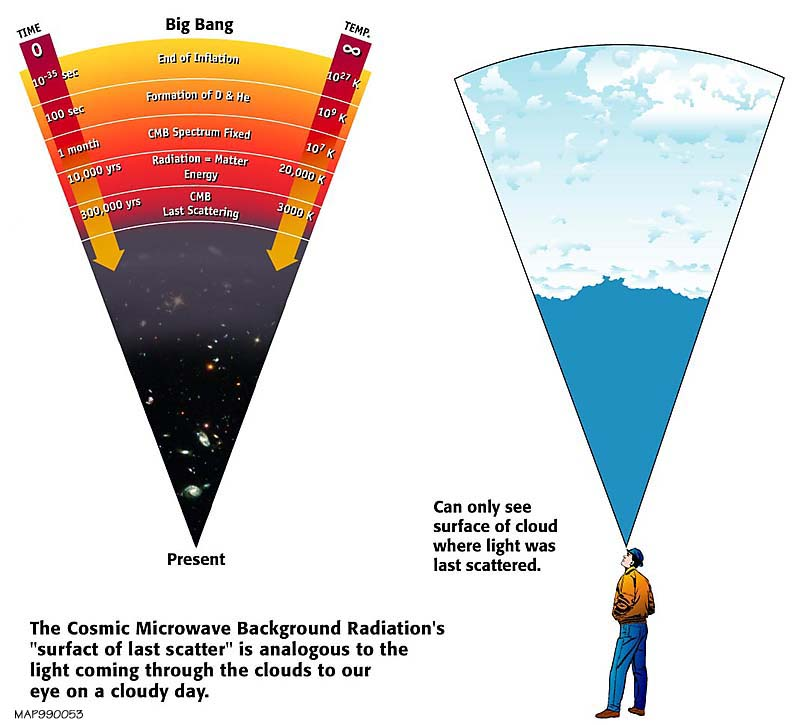 Big Bang
TIME
TEMP.
0
∞
End of Inflation
10⁻³⁵ sec
10²⁷ K
Formation of D & He
100 sec
10⁹ K
CMB Spectrum Fixed
1 month
10⁷ K
Radiation = Matter
Energy
10,000 yrs
20,000 K
CMB
Last Scattering
300,000 yrs
3000 K
Present
Can only see
surface of cloud
where light was
last scattered.
The Cosmic Microwave Background Radiation's
"surfact of last scatter" is analogous to the
light coming through the clouds to our
eye on a cloudy day.
MAP990053